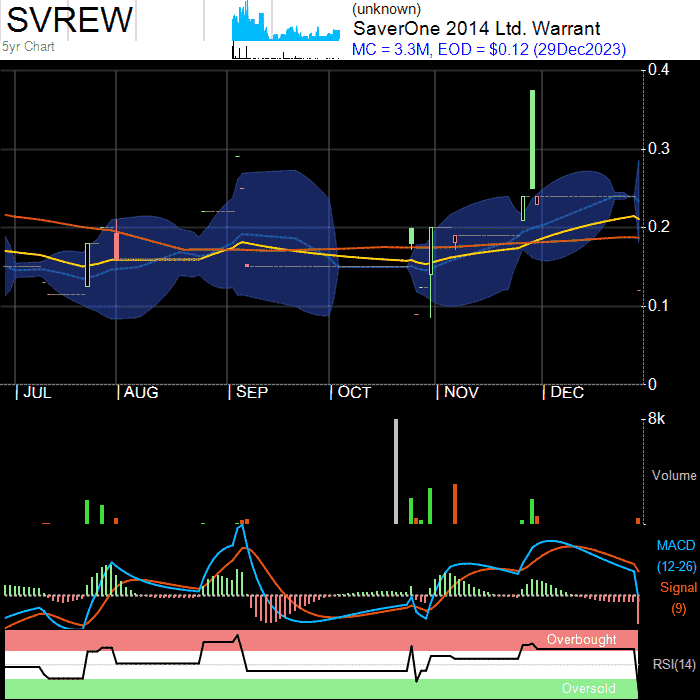 SVREW
5yr Chart
(unknown)
SaverOne 2014 Ltd. Warrant
MC = 3.3M, EOD = $0.12 (29Dec2023)
0.4
0.3
0.2
0.1
0
JUL AUG SEP OCT NOV DEC
8k
Volume
MACD
(12-26)
Signal
(9)
Overbought
RSI(14)
Oversold